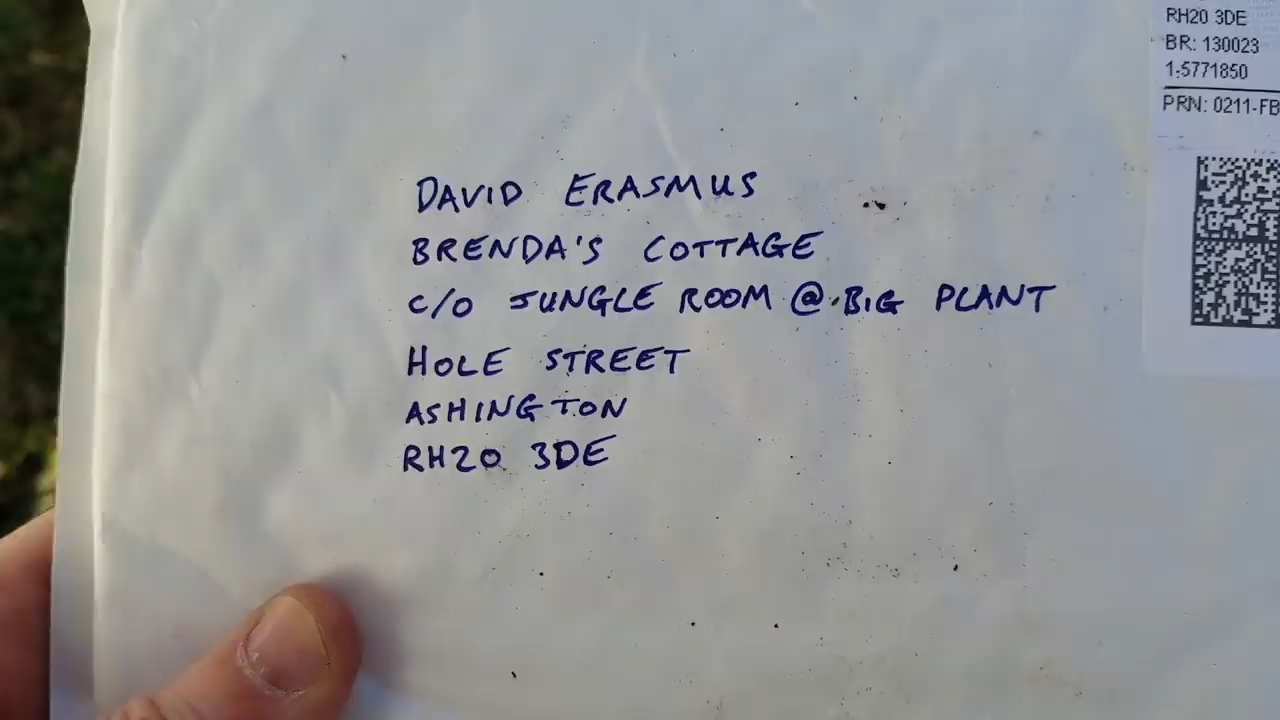 DAVID ERASMUS
BRENDA'S COTTAGE
C/O JUNGLE ROOM @ BIG PLANT
HOLE STREET
ASHINGTON
RH20 3DE
RH20 3DE
BR: 130023
1-5771850
PRN: 0211-FB